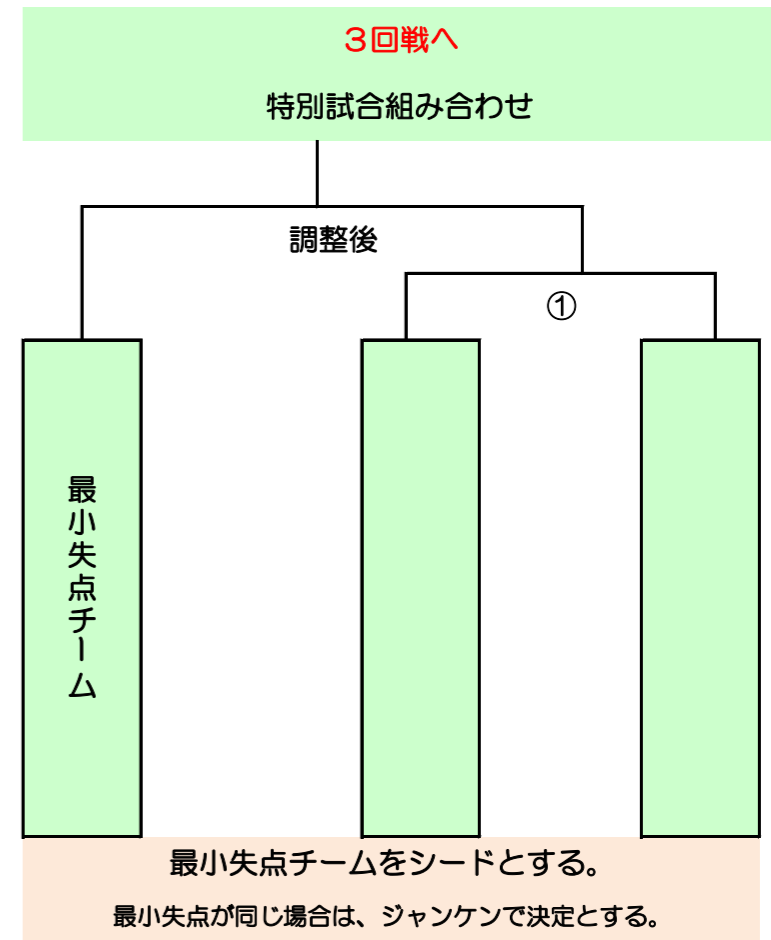 ３回戦へ
特別試合組み合わせ
調整後
①
最小失点チーム
最小失点チームをシードとする。
最小失点が同じ場合は、ジャンケンで決定とする。